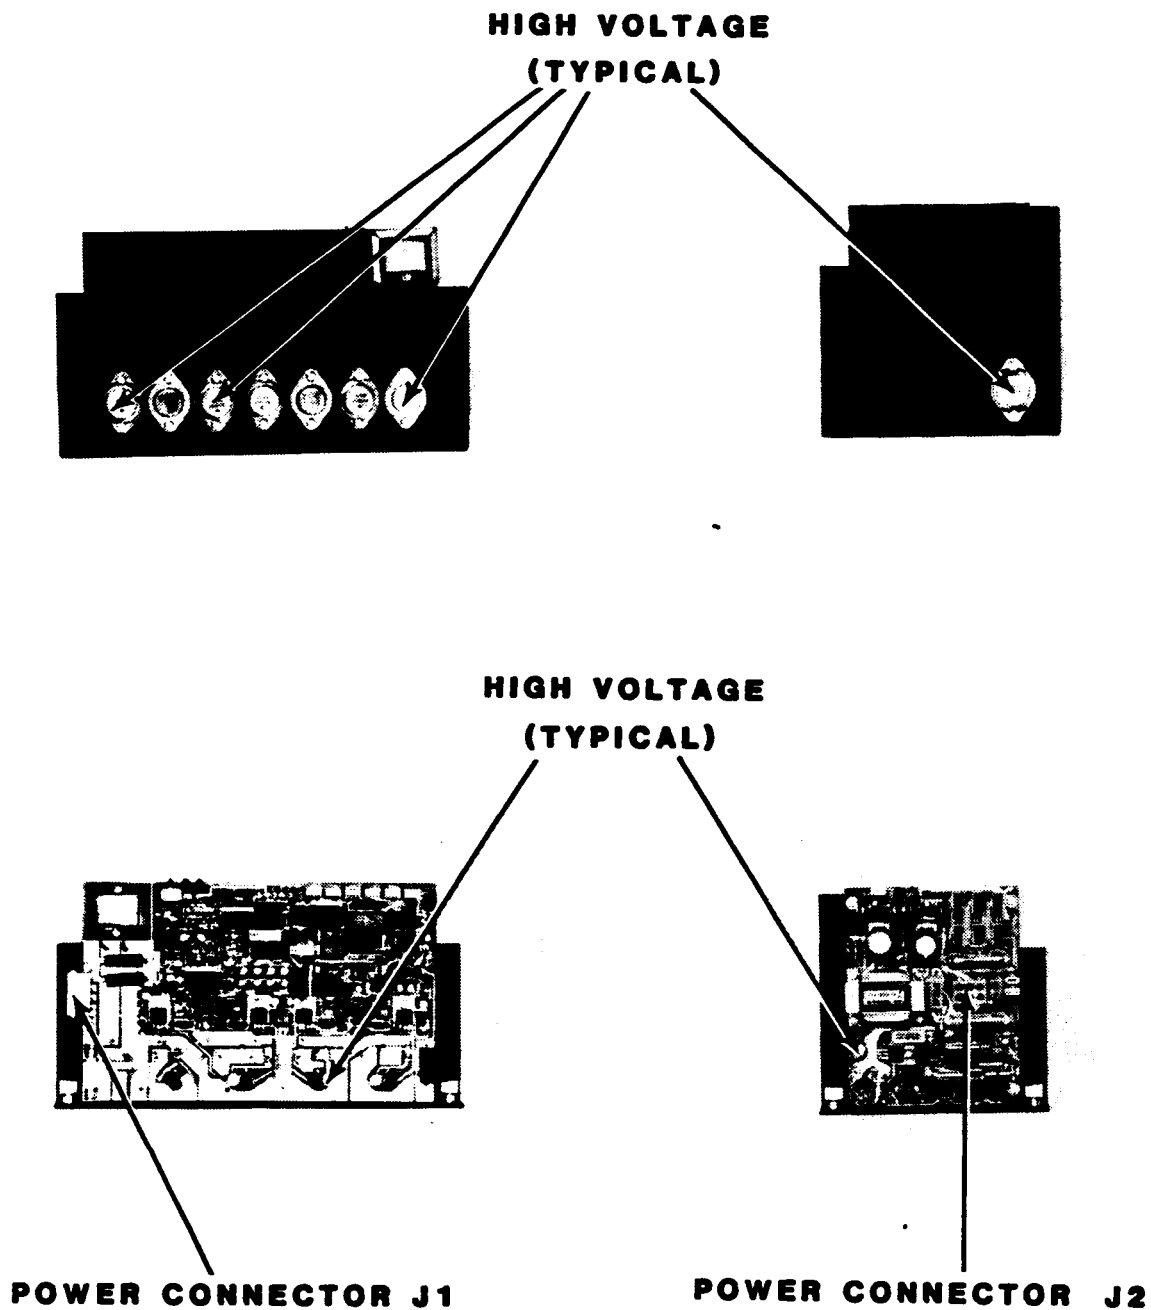 HIGH VOLTAGE
(TYPICAL)
HIGH VOLTAGE
(TYPICAL)
POWER CONNECTOR J1
POWER CONNECTOR J2